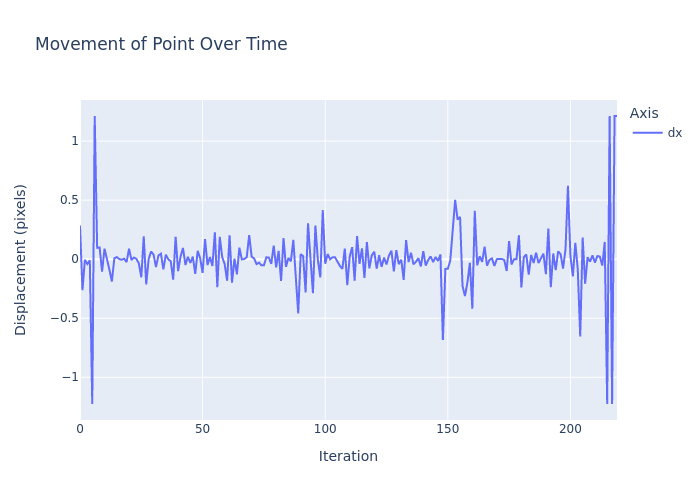 Movement of Point Over Time
Axis
dx
1
0.5
0
−0.5
−1
Displacement (pixels)
0
50
100
150
200
Iteration